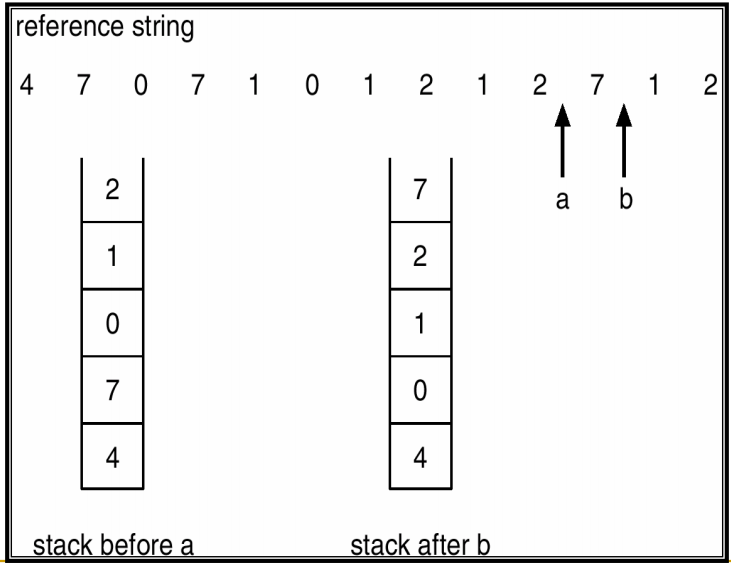 reference string
4 7 0 7 1 0 1 2 1 2 7 1 2
a b
2
1
0
7
4
7
2
1
0
4
stack before a
stack after b